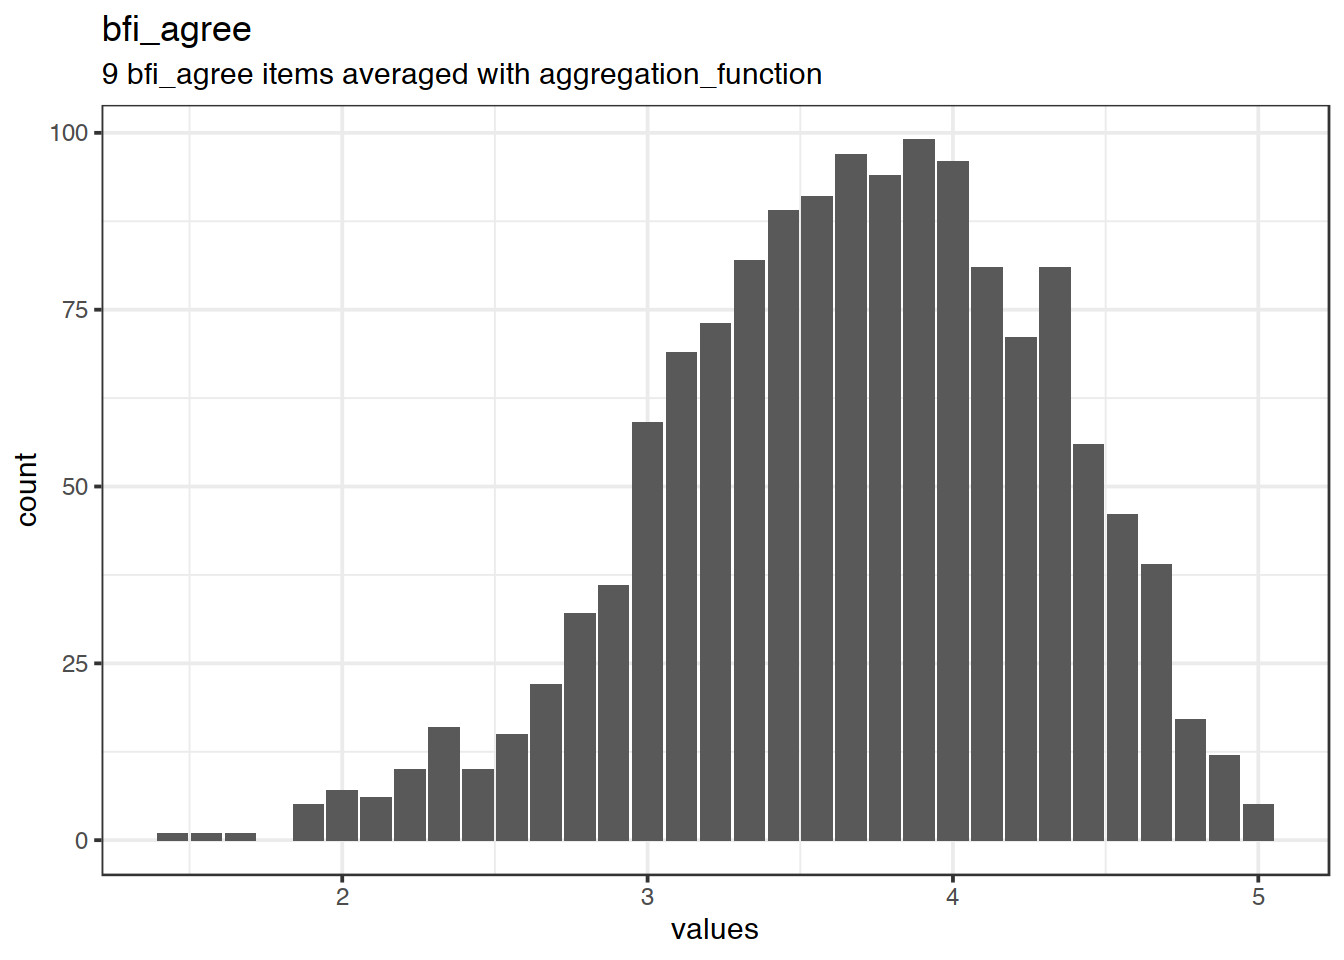 bfi_agree
9 bfi_agree items averaged with aggregation_function
100
75
50
25
0
count
2 3 4 5
values